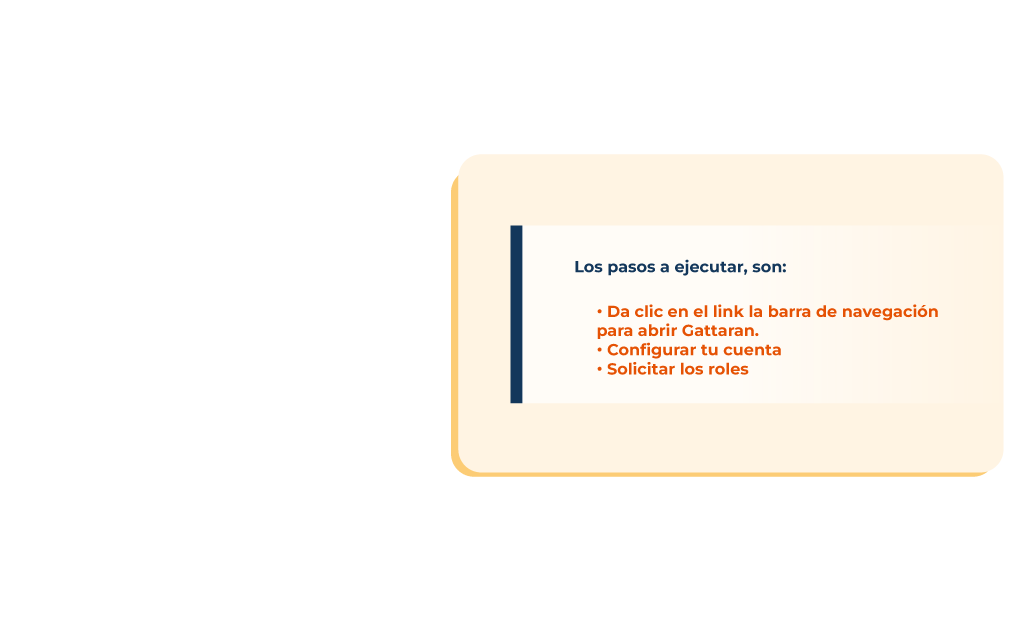 Los pasos a ejecutar, son:
• Da clic en el link la barra de navegación
para abrir Gattaran.
• Configurar tu cuenta
• Solicitar los roles